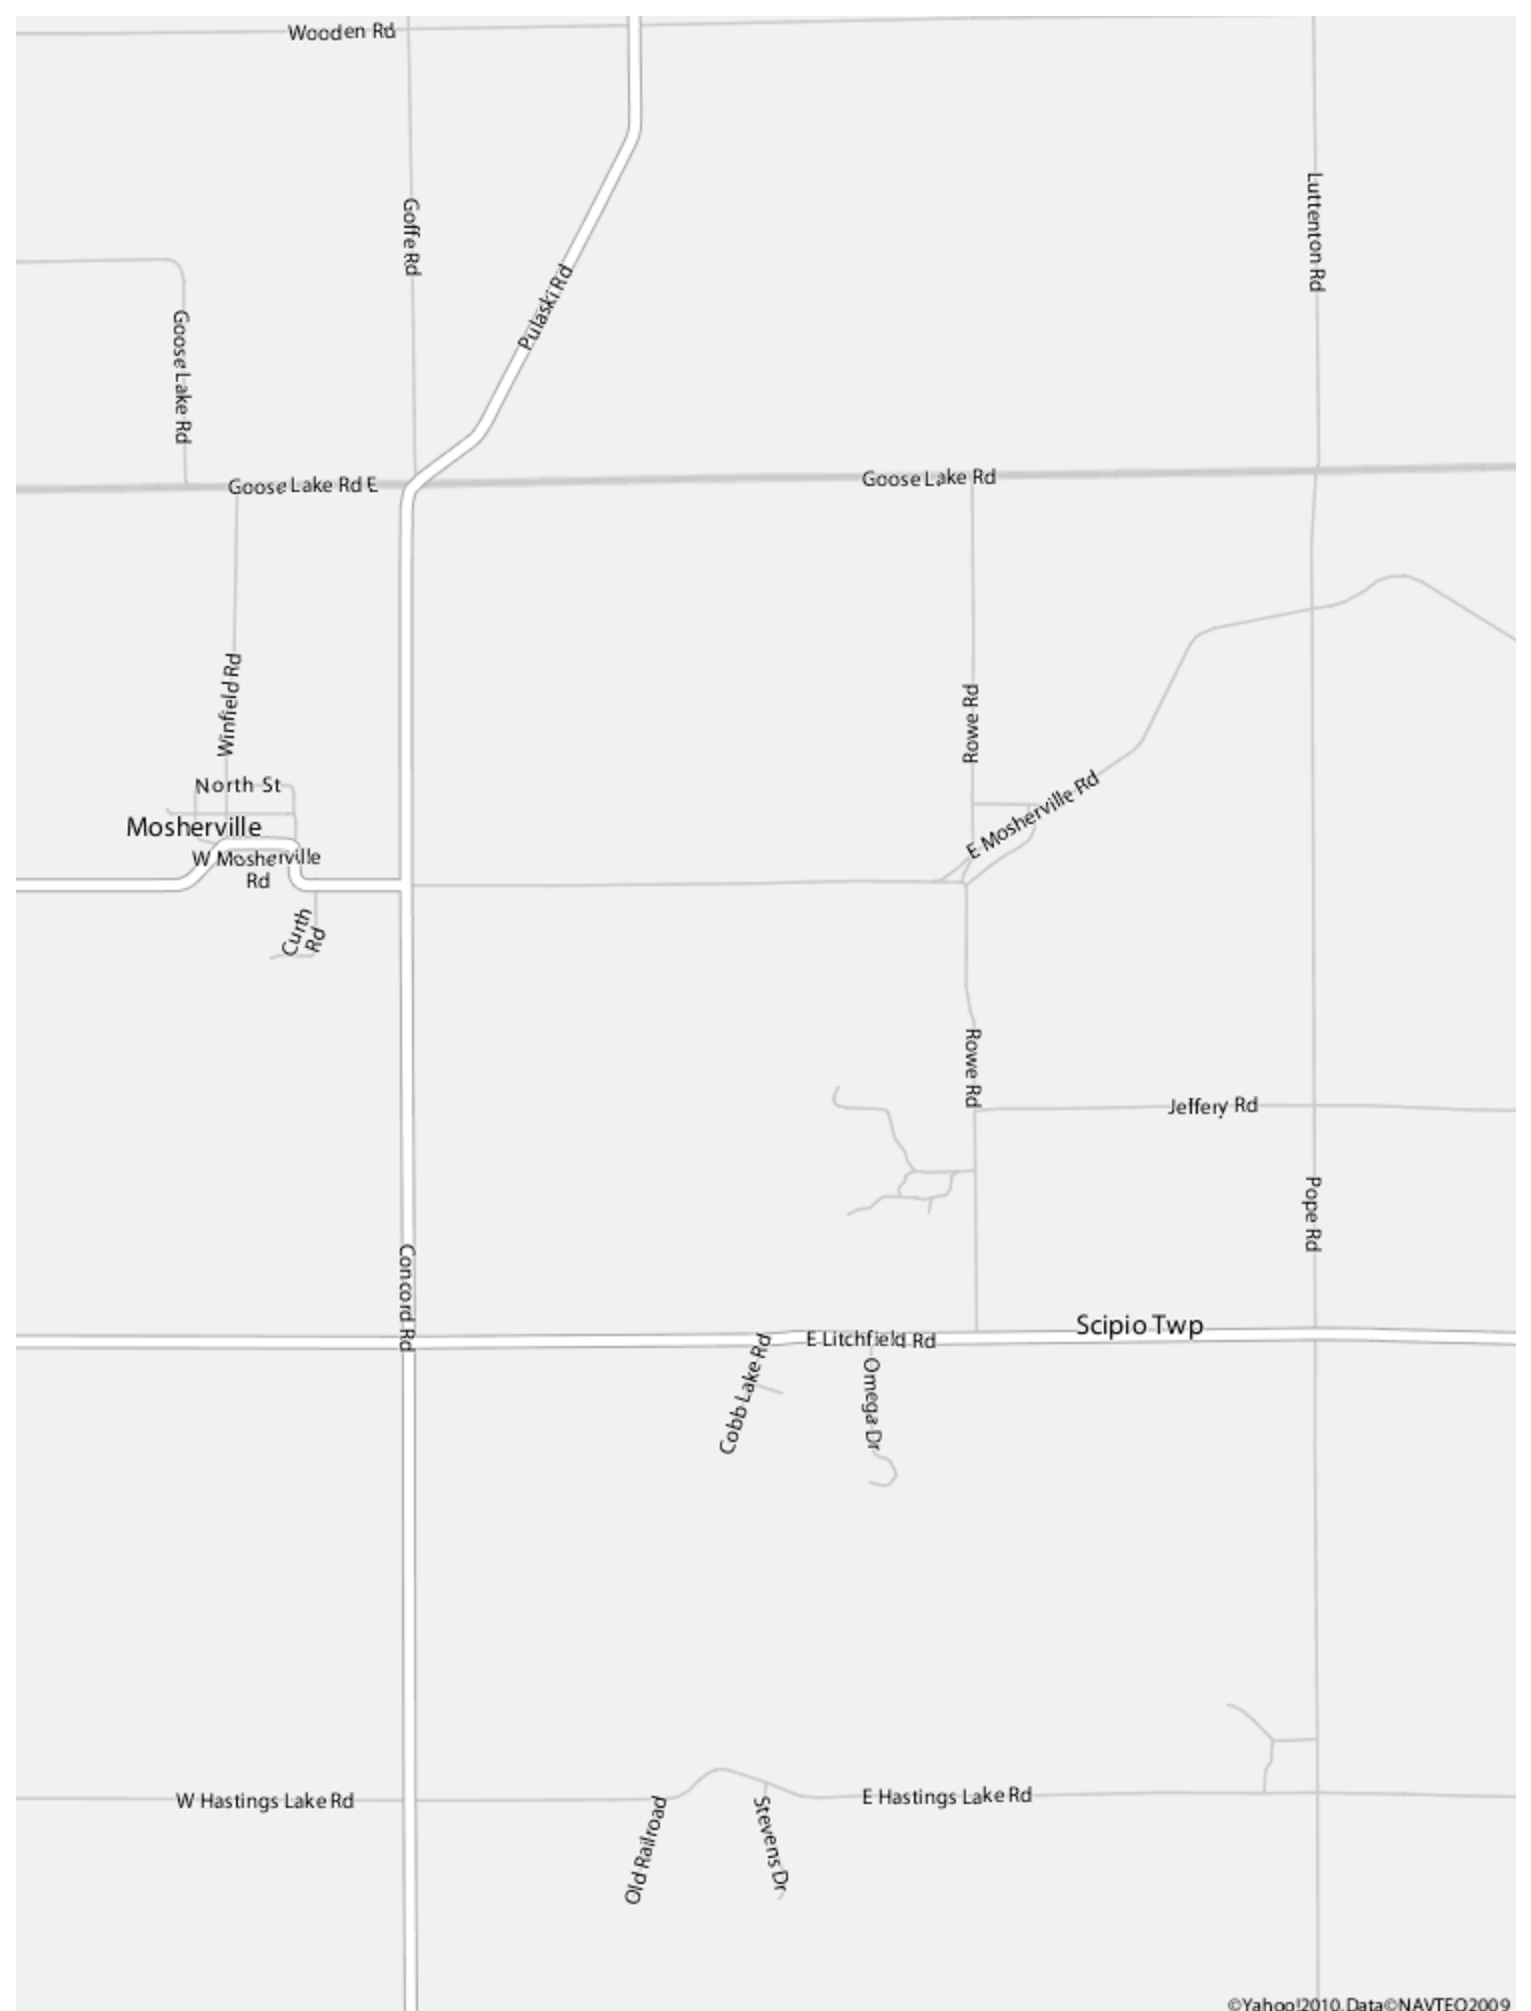 Wooden Rd
Goffe Rd
Luttenton Rd
Pulaski Rd
Goose Lake Rd
Goose Lake Rd E
Goose Lake Rd
Winfield Rd
Rowe Rd
North St
E Mosherville Rd
Mosherville
W Mosherville
Rd
Curth
Rd
Rowe Rd
Jeffery Rd
Pope Rd
Concord Rd
Scipio Twp
E Litchfield Rd
Cobb Lake Rd
Omega Dr
W Hastings Lake Rd
E Hastings Lake Rd
Old Railroad
Stevens Dr
©Yahoo!2010, Data©NAVTEQ2009